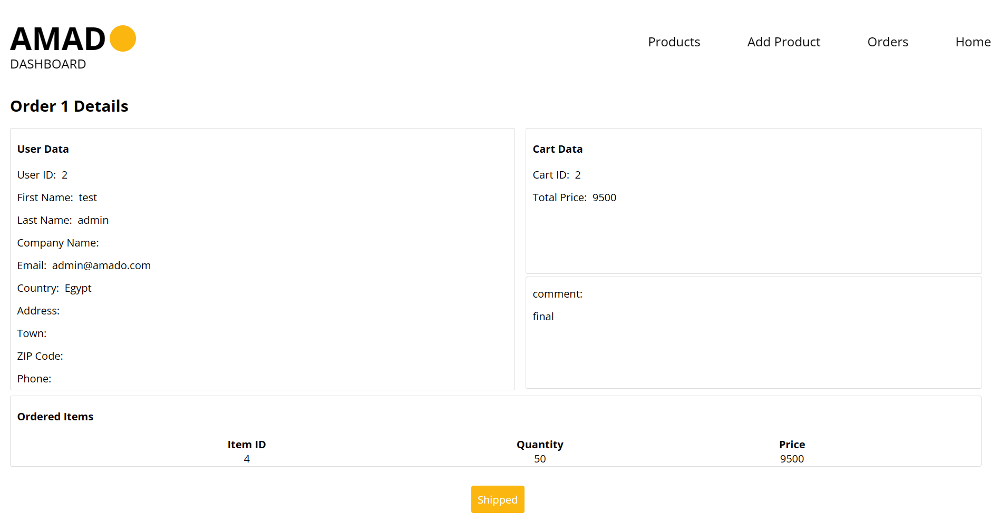 AMAD
DASHBOARD
Products Add Product Orders Home
Order 1 Details
User Data
User ID: 2
First Name: test
Last Name: admin
Company Name:
Email: admin@amado.com
Country: Egypt
Address:
Town:
ZIP Code:
Phone:
Cart Data
Cart ID: 2
Total Price: 9500
comment:
final
Ordered Items
Item ID Quantity Price
4 50 9500
Shipped